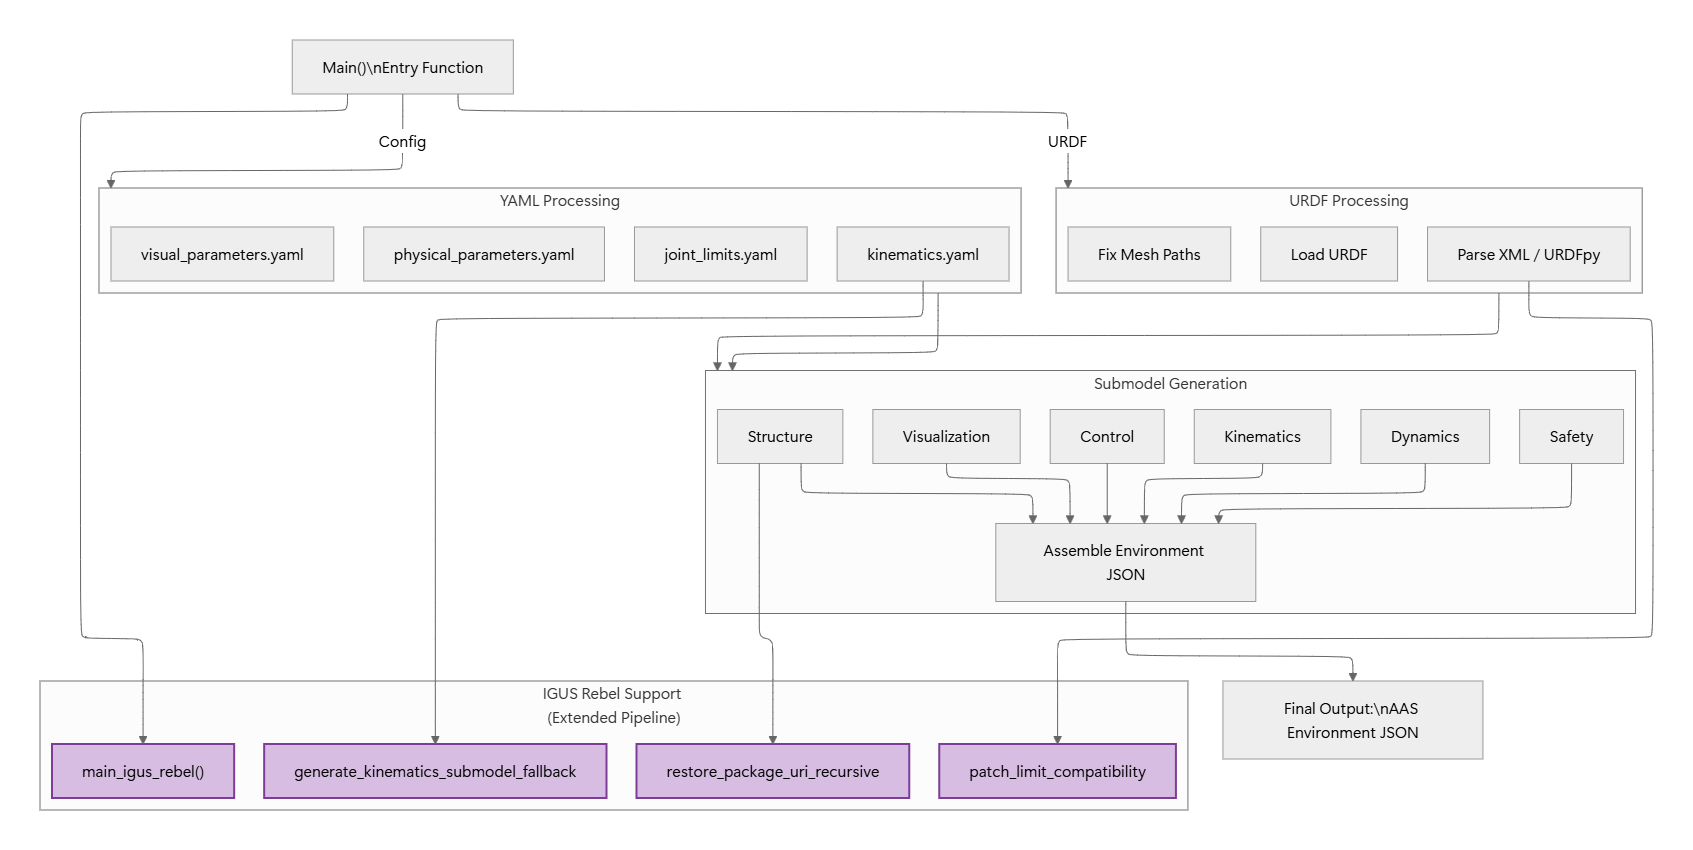 Main()\nEntry Function
Config
URDF
YAML Processing
visual_parameters.yaml
physical_parameters.yaml
joint_limits.yaml
kinematics.yaml
URDF Processing
Fix Mesh Paths
Load URDF
Parse XML / URDFpy
Submodel Generation
Structure
Visualization
Control
Kinematics
Dynamics
Safety
Assemble Environment
JSON
IGUS Rebel Support
(Extended Pipeline)
main_igus_rebel()
generate_kinematics_submodel_fallback
restore_package_uri_recursive
patch_limit_compatibility
Final Output:\nAAS
Environment JSON